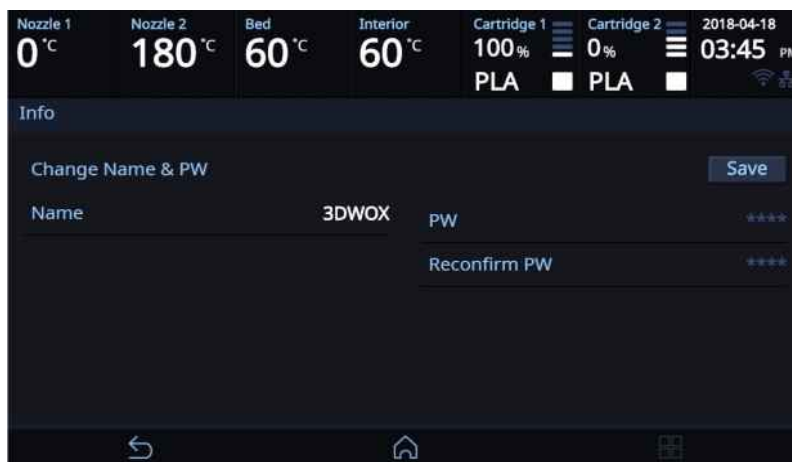 Nozzle 1 Nozzle 2 Bed Interior Cartridge 1 Cartridge 2 2018-04-18
0°C 180°C 60°C 60°C 100% 0% 03:45 PM
PLA PLA
Info
Change Name & PW Save
Name 3DWOX PW ****
Reconfirm PW ****